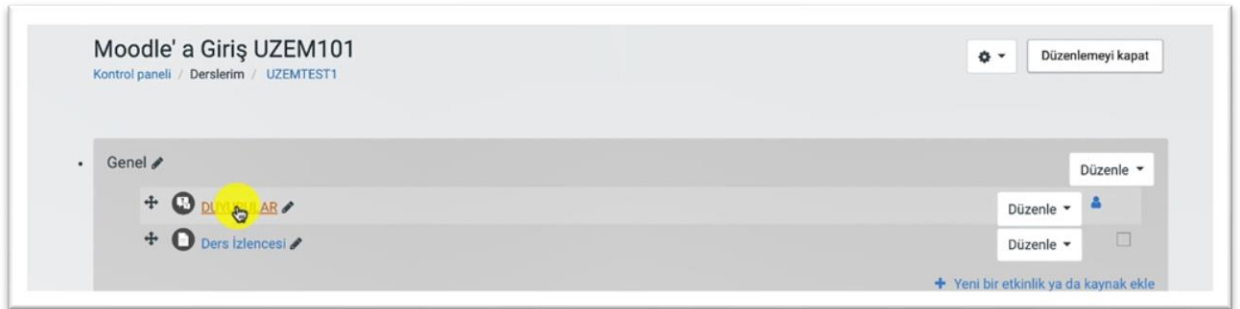 Moodle' a Giriş UZEM101
Kontrol paneli / Derslerim / UZEMTEST1
Düzenlemeyi kapat
Genel
Düzenle
DUYURULAR
Düzenle
Ders İzlencesi
Düzenle
+ Yeni bir etkinlik ya da kaynak ekle